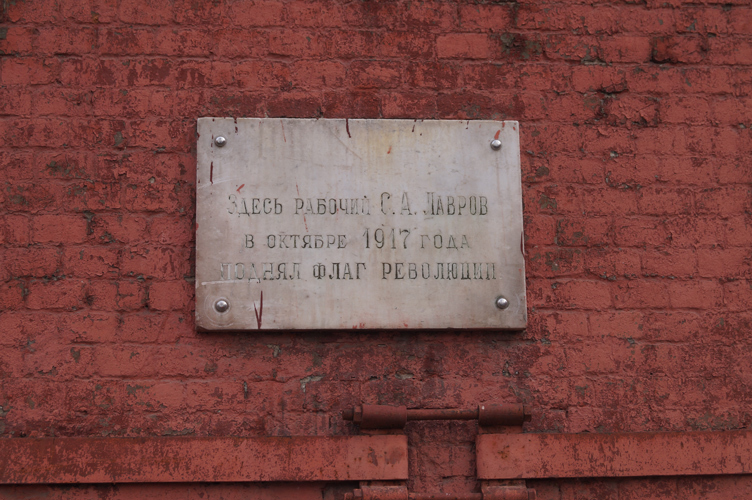 Здесь рабочий С.А. Лавров
в октябре 1917 года
поднял флаг революции